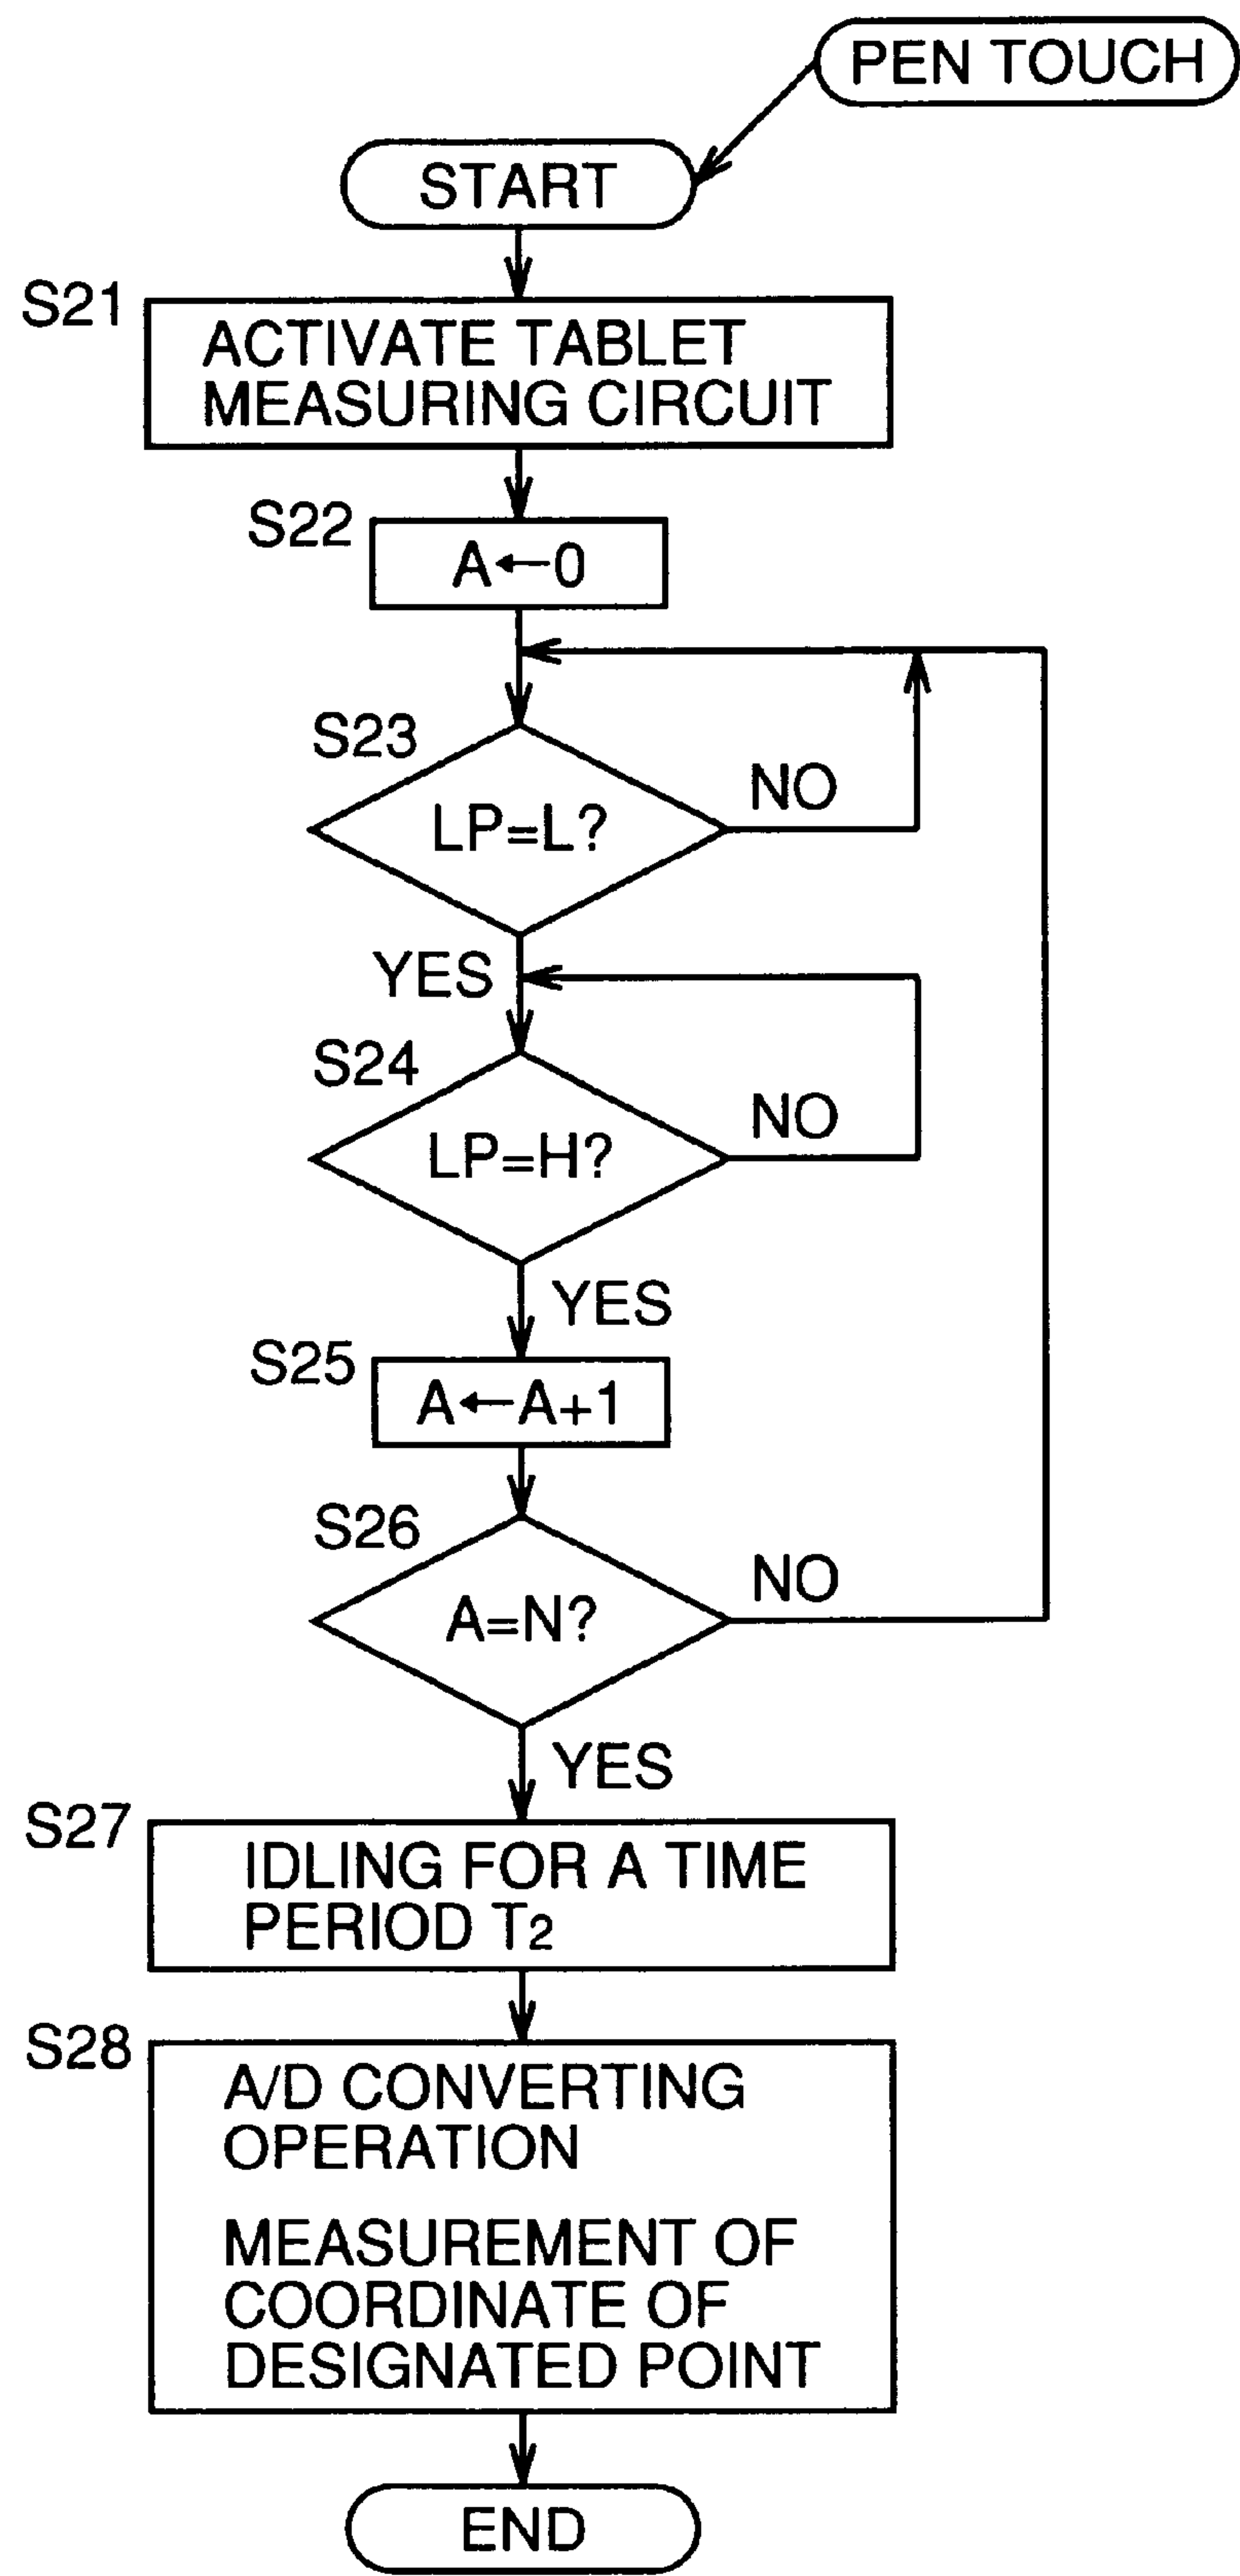 PEN TOUCH
START
S21
ACTIVATE TABLET
MEASURING CIRCUIT
S22
A←0
S23
LP=L?
NO
YES
S24
LP=H?
NO
YES
S25
A←A+1
S26
A=N?
NO
YES
S27
IDLING FOR A TIME
PERIOD T2
S28
A/D CONVERTING
OPERATION
MEASUREMENT OF
COORDINATE OF
DESIGNATED POINT
END